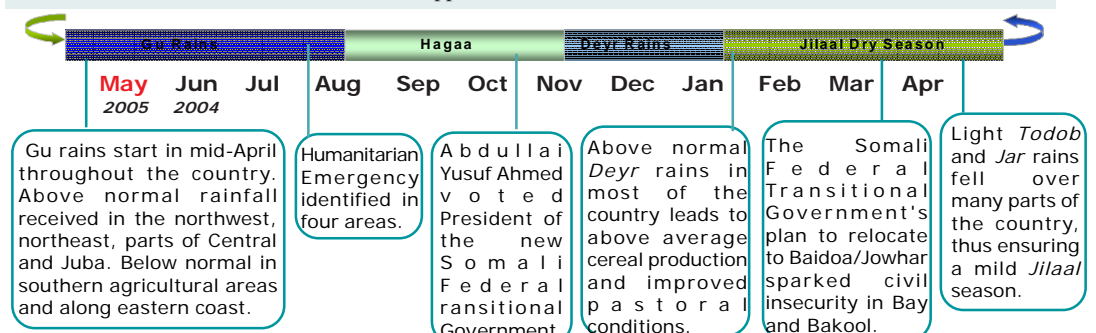 Gu Rains
Hagaa
Deyr Rains
Jilaal Dry Season
May Jun Jul Aug Sep Oct Nov Dec Jan Feb Mar Apr
2005 2004
Gu rains start in mid-April
throughout the country.
Above normal rainfall
received in the northwest,
northeast, parts of Central
and Juba. Below normal in
southern agricultural areas
and along eastern coast.
Humanitarian
Emergency
identified in
four areas.
Abdullai
Yusuf Ahmed
voted
President of
the new
Somali
Federal
ransitional
Government
Above normal
Deyr rains in
most of the
country leads to
above average
cereal production
and improved
pastoral
conditions.
The Somali
Federal
Transitional
Government's
plan to relocate
to Baidoa/Jowhar
sparked civil
insecurity in Bay
and Bakool.
Light Todob
and Jar rains
fell over
many parts of
the country,
thus ensuring
a mild Jilaal
season.